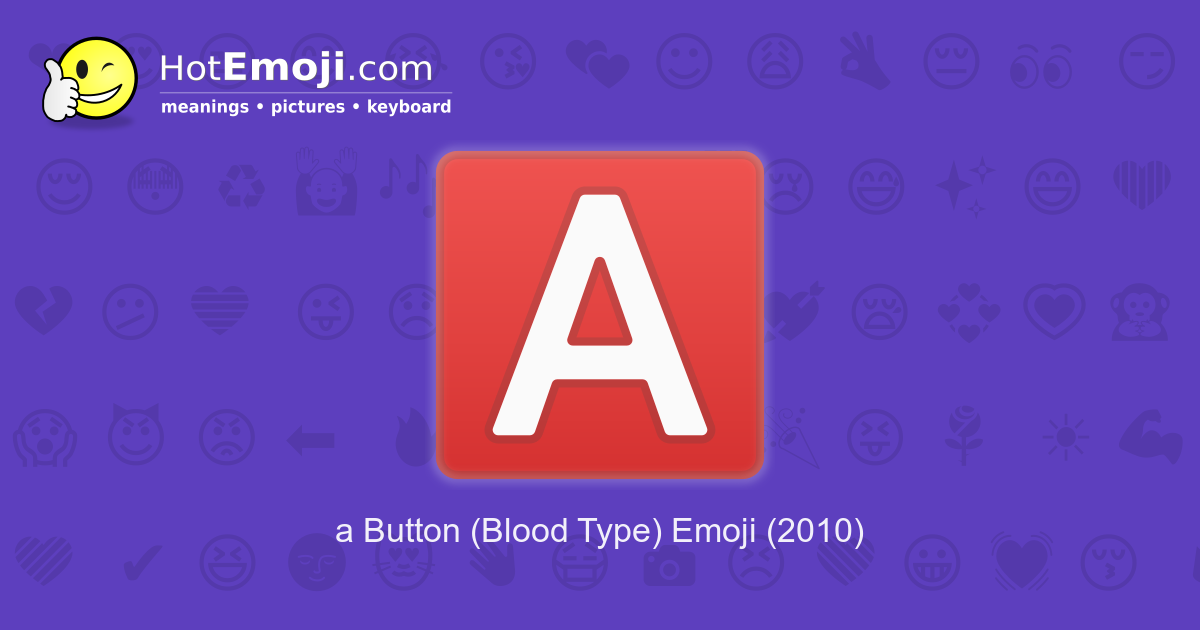 HotEmoji.com
meanings • pictures • keyboard
A
a Button (Blood Type) Emoji (2010)